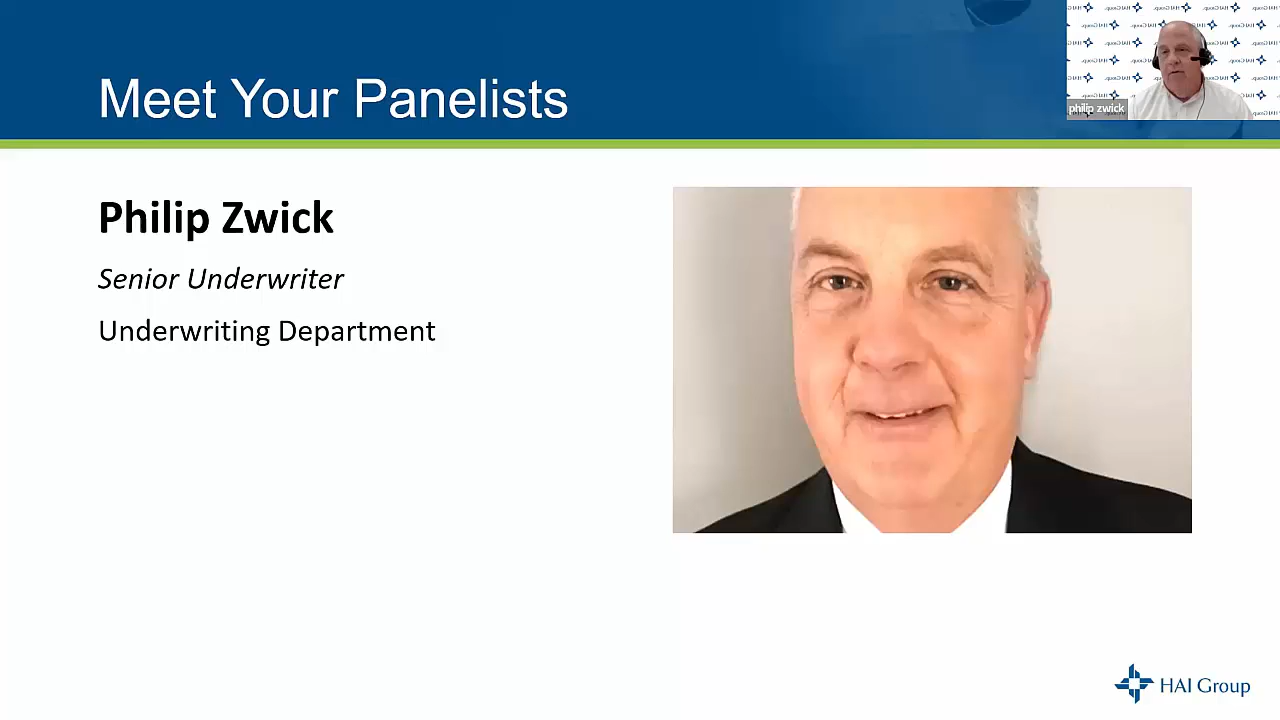 Meet Your Panelists
philip zwick
Philip Zwick
Senior Underwriter
Underwriting Department
HAI Group